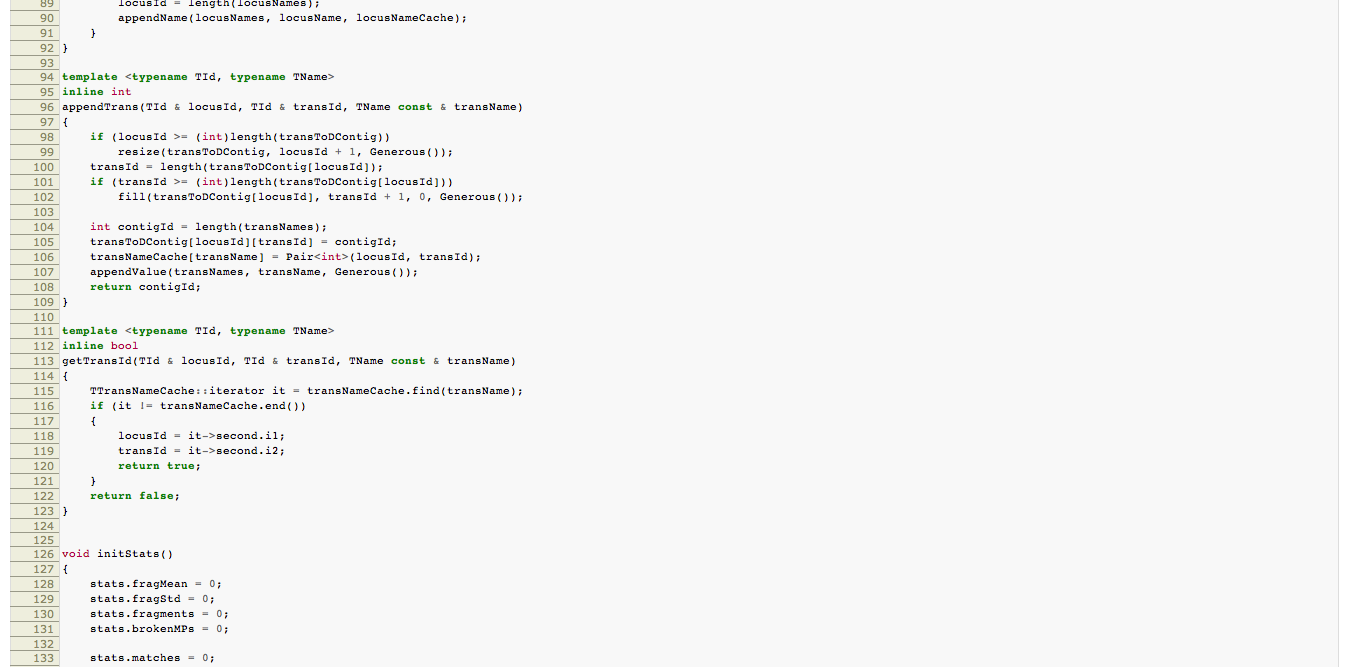 89         locusId = length(locusNames);
90         appendName(locusNames, locusName, locusNameCache);
91     }
92 }
93
94 template <typename TId, typename TName>
95 inline int
96 appendTrans(TId & locusId, TId & transId, TName const & transName)
97 {
98     if (locusId >= (int)length(transToDContig))
99         resize(transToDContig, locusId + 1, Generous());
100     transId = length(transToDContig[locusId]);
101     if (transId >= (int)length(transToDContig[locusId]))
102         fill(transToDContig[locusId], transId + 1, 0, Generous());
103
104     int contigId = length(transNames);
105     transToDContig[locusId][transId] = contigId;
106     transNameCache[transName] = Pair<int>(locusId, transId);
107     appendValue(transNames, transName, Generous());
108     return contigId;
109 }
110
111 template <typename TId, typename TName>
112 inline bool
113 getTransId(TId & locusId, TId & transId, TName const & transName)
114 {
115     TTransNameCache::iterator it = transNameCache.find(transName);
116     if (it != transNameCache.end())
117     {
118         locusId = it->second.i1;
119         transId = it->second.i2;
120         return true;
121     }
122     return false;
123 }
124
125
126 void initStats()
127 {
128     stats.fragMean = 0;
129     stats.fragStd = 0;
130     stats.fragments = 0;
131     stats.brokenMPs = 0;
132
133     stats.matches = 0;